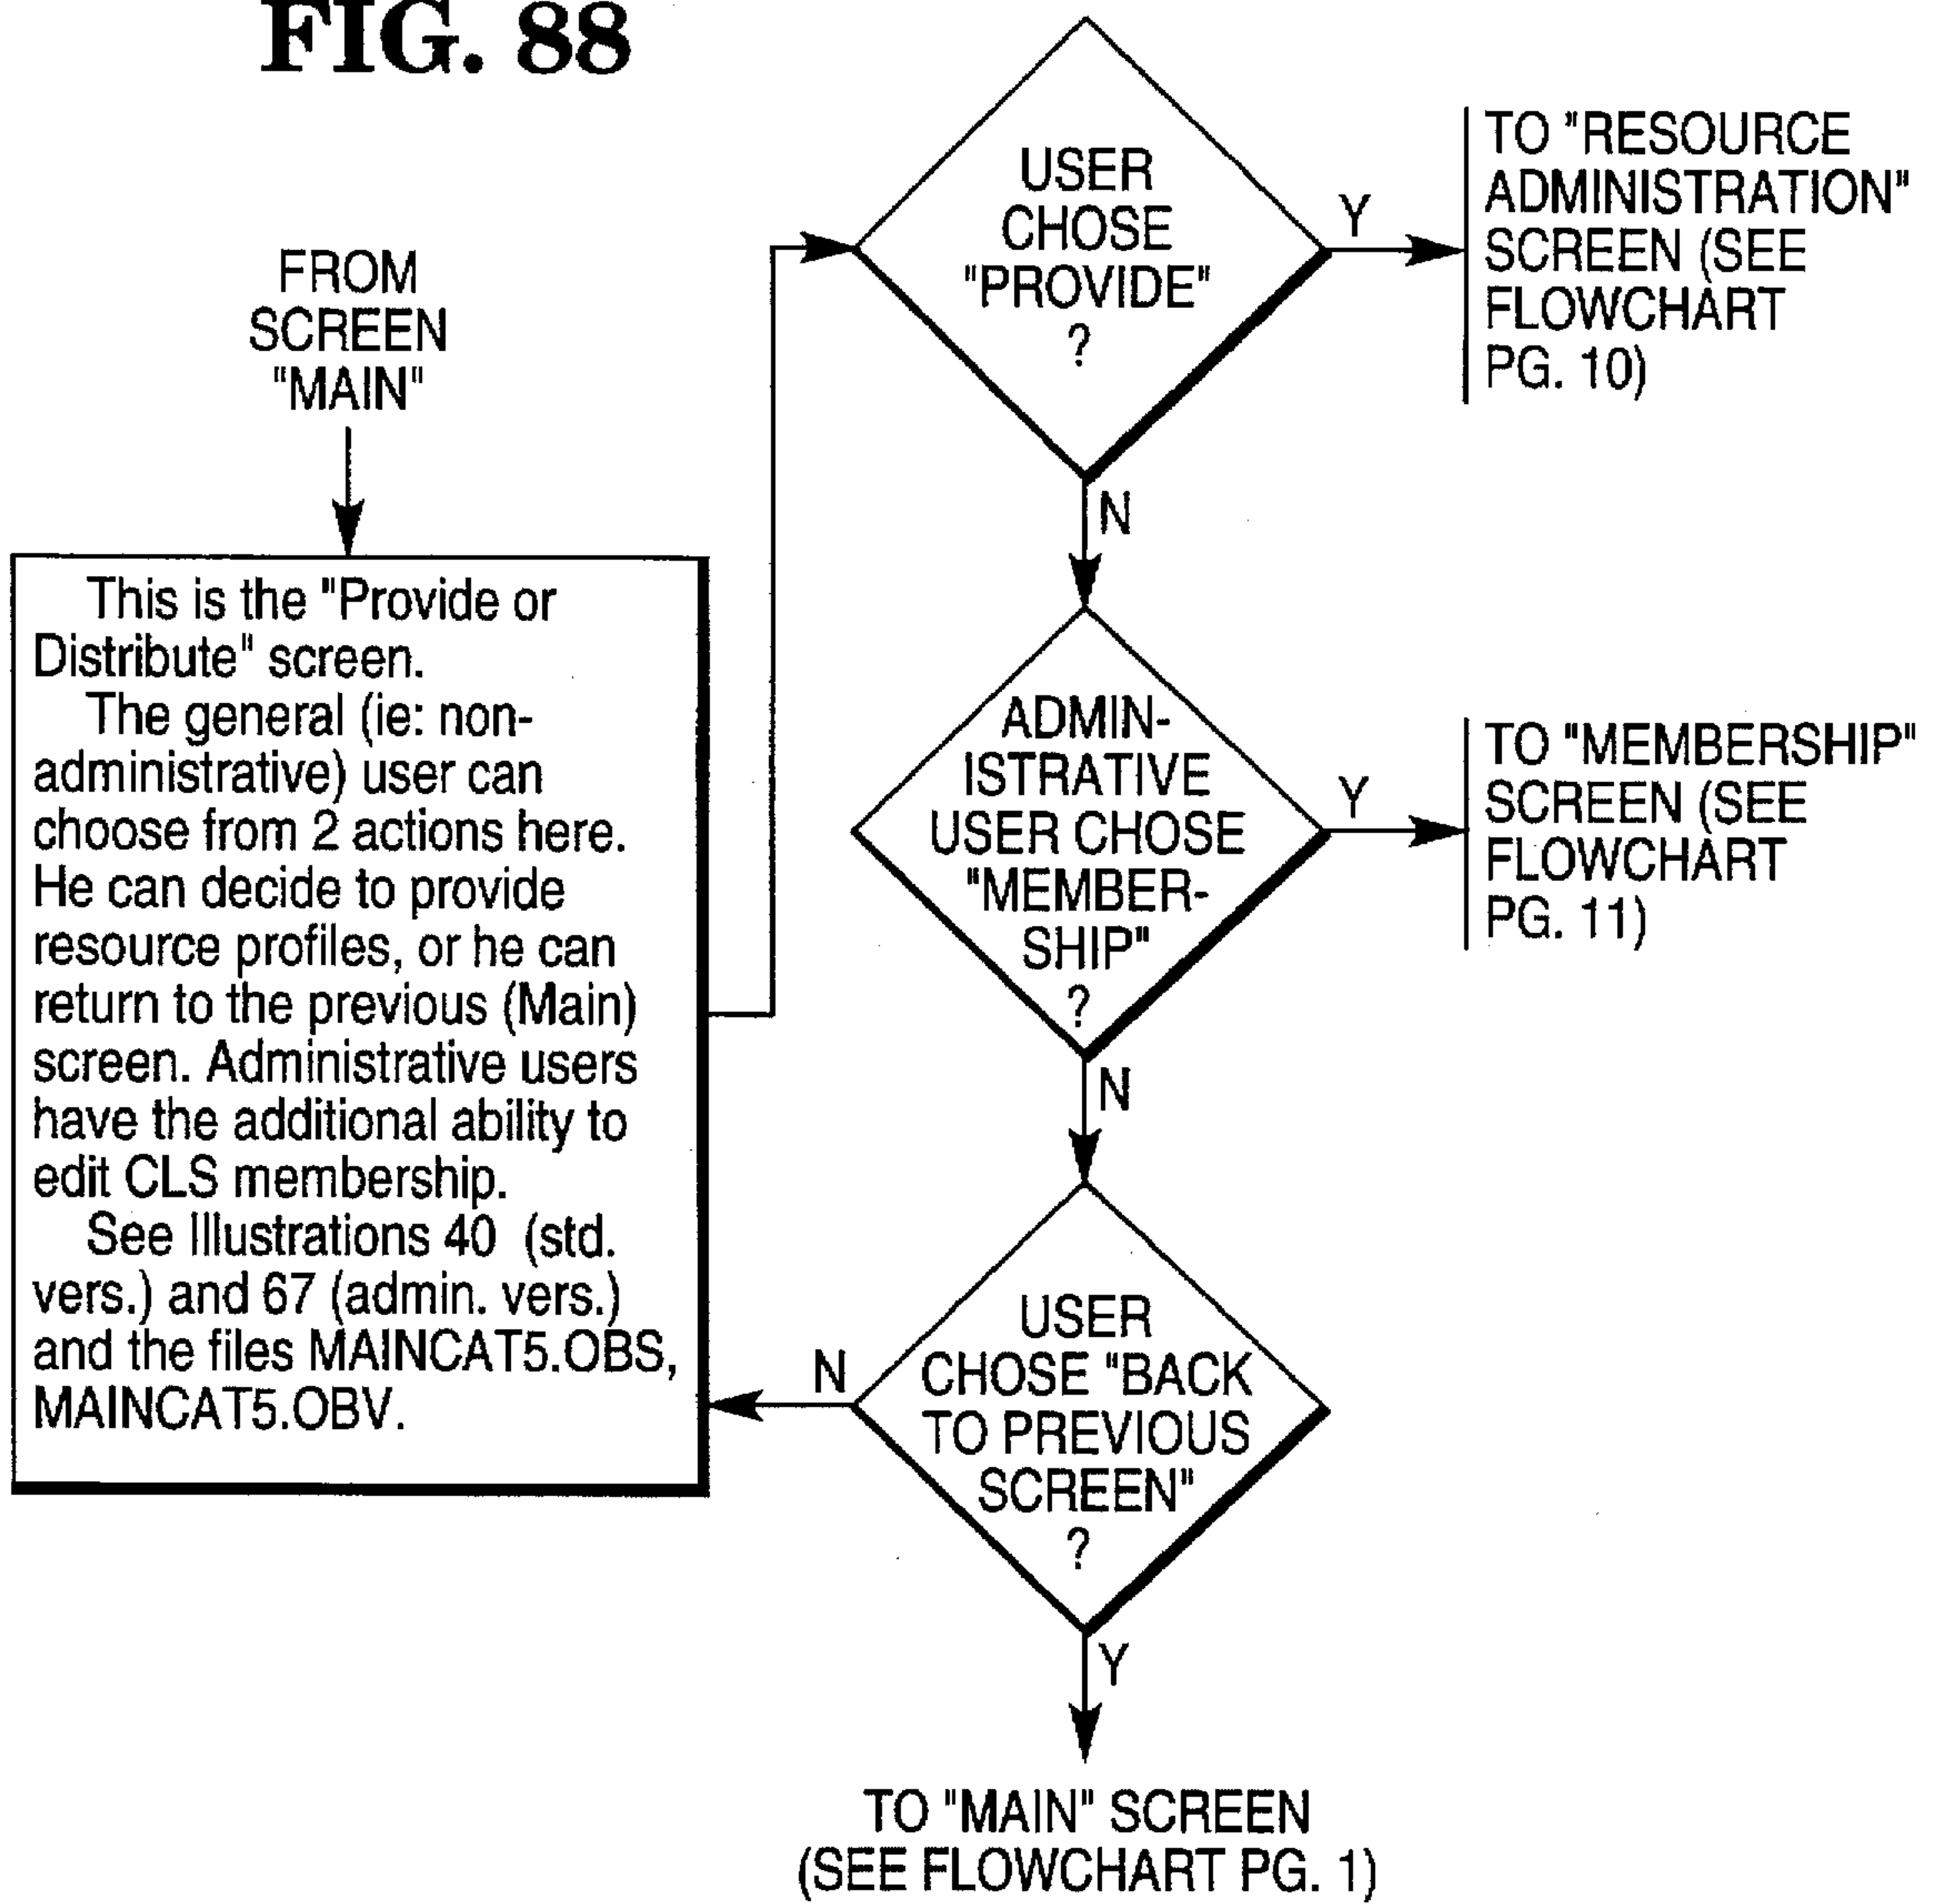 FIG. 88
FROM
SCREEN
"MAIN"
This is the "Provide or
Distribute" screen.
The general (ie: non-
administrative) user can
choose from 2 actions here.
He can decide to provide
resource profiles, or he can
return to the previous (Main)
screen. Administrative users
have the additional ability to
edit CLS membership.
See Illustrations 40 (std.
vers.) and 67 (admin. vers.)
and the files MAINCAT5.OBS,
MAINCAT5.OBV.
USER
CHOSE
"PROVIDE"
?
Y
TO "RESOURCE
ADMINISTRATION"
SCREEN (SEE
FLOWCHART
PG. 10)
N
ADMIN-
ISTRATIVE
USER CHOSE
"MEMBER-
SHIP"
?
Y
TO "MEMBERSHIP"
SCREEN (SEE
FLOWCHART
PG. 11)
N
USER
CHOSE "BACK
TO PREVIOUS
SCREEN"
?
N
Y
TO "MAIN" SCREEN
(SEE FLOWCHART PG. 1)